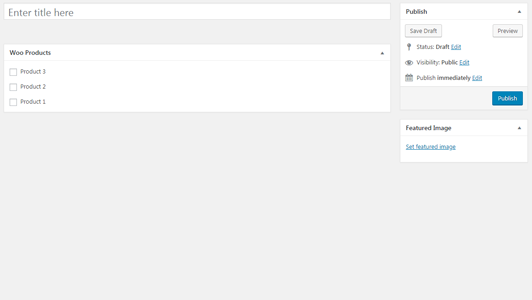 Enter title here
Woo Products
Product 3
Product 2
Product 1
Publish
Save Draft
Preview
Status: Draft Edit
Visibility: Public Edit
Publish immediately Edit
Publish
Featured Image
Set featured image